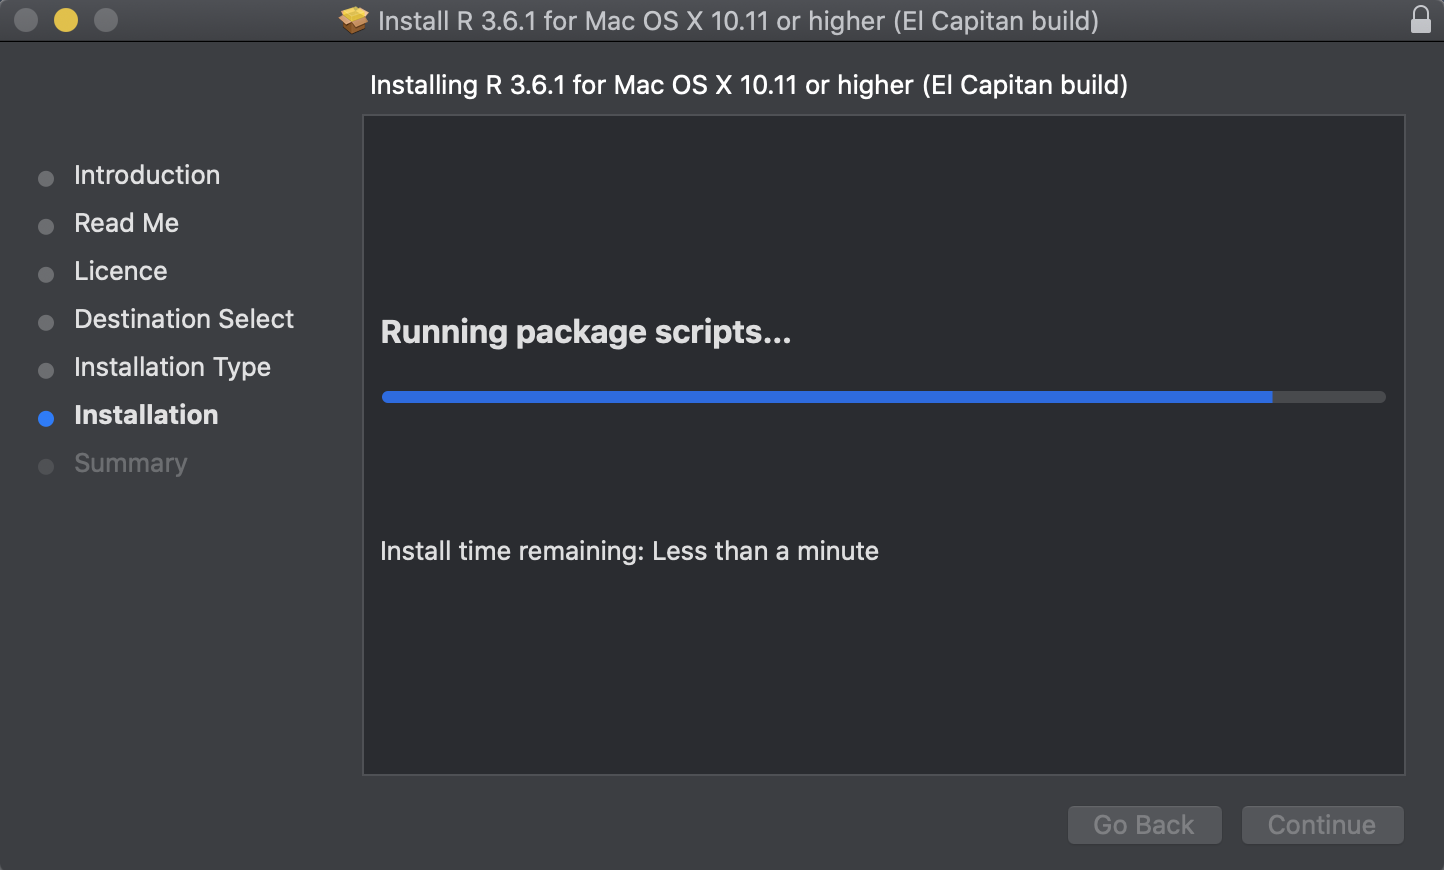 Install R 3.6.1 for Mac OS X 10.11 or higher (El Capitan build)
Installing R 3.6.1 for Mac OS X 10.11 or higher (El Capitan build)
Introduction
Read Me
Licence
Destination Select
Installation Type
Installation
Summary
Running package scripts...
Install time remaining: Less than a minute
Go Back
Continue